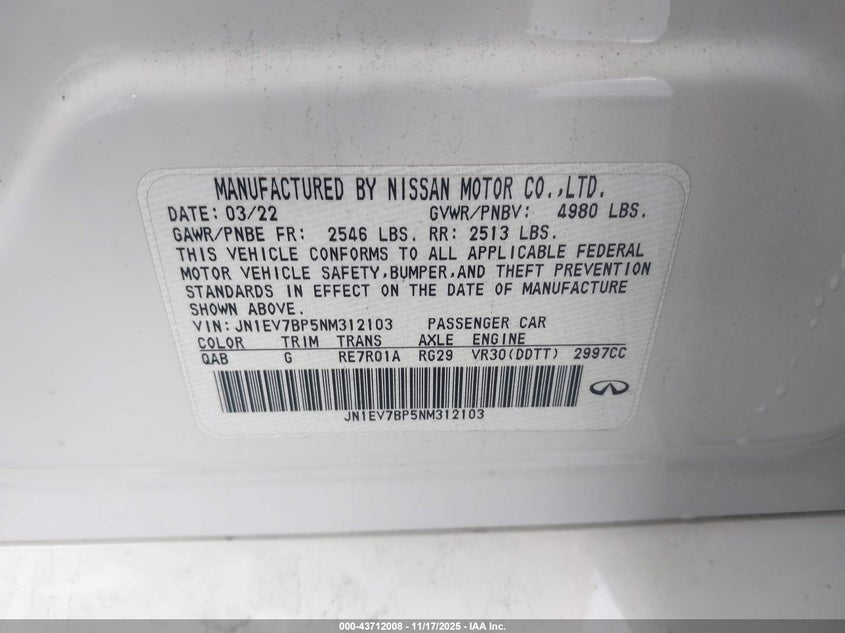 MANUFACTURED BY NISSAN MOTOR CO.,LTD.
DATE: 03/22 GVWR/PNBV: 4980 LBS.
GAWR/PNBE FR: 2546 LBS. RR: 2513 LBS.
THIS VEHICLE CONFORMS TO ALL APPLICABLE FEDERAL
MOTOR VEHICLE SAFETY,BUMPER,AND THEFT PREVENTION
STANDARDS IN EFFECT ON THE DATE OF MANUFACTURE
SHOWN ABOVE.
VIN: JN1EV7BP5NM312103 PASSENGER CAR
COLOR TRIM TRANS AXLE ENGINE
QAB G RE7R01A RG29 VR30(DDTT) 2997CC
JN1EV7BP5NM312103
000-43712008 - 11/17/2025 - IAA Inc.